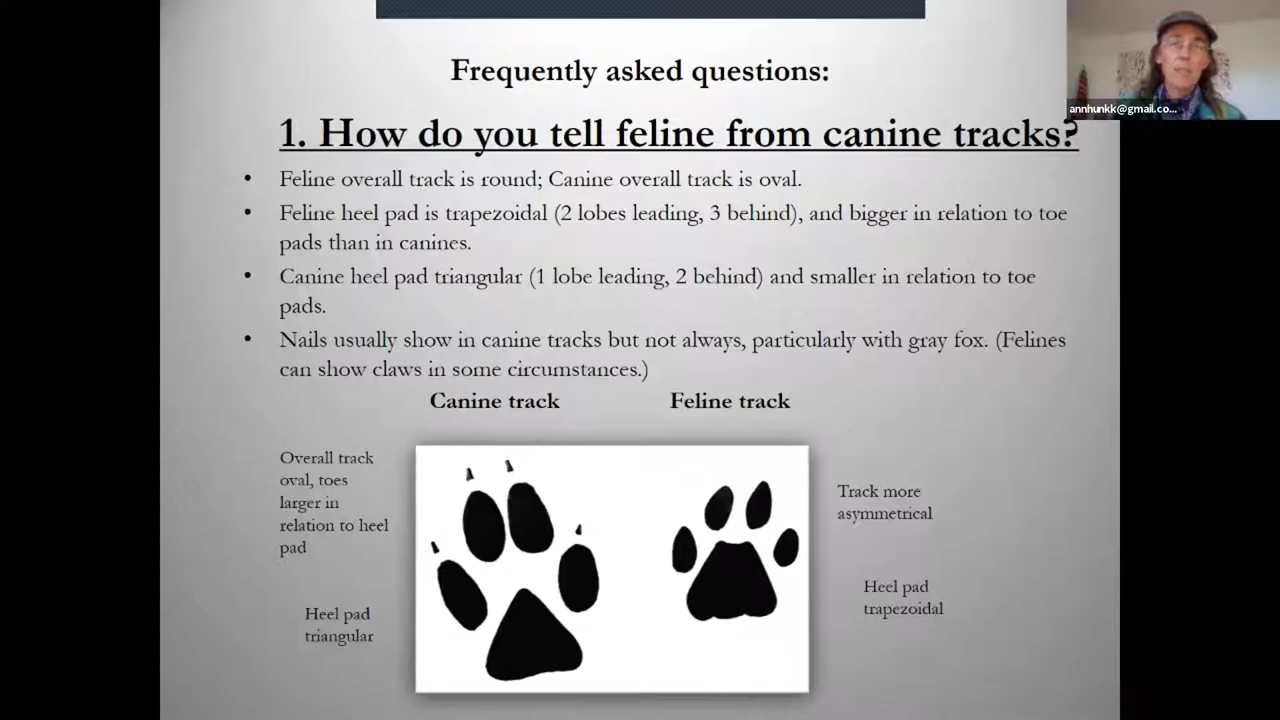 Frequently asked questions:
annhunkk@gmail.co...
1. How do you tell feline from canine tracks?
• Feline overall track is round; Canine overall track is oval.
• Feline heel pad is trapezoidal (2 lobes leading, 3 behind), and bigger in relation to toe
pads than in canines.
• Canine heel pad triangular (1 lobe leading, 2 behind) and smaller in relation to toe
pads.
• Nails usually show in canine tracks but not always, particularly with gray fox. (Felines
can show claws in some circumstances.)
Canine track
Feline track
Overall track
oval, toes
larger in
relation to heel
pad
Heel pad
triangular
Track more
asymmetrical
Heel pad
trapezoidal